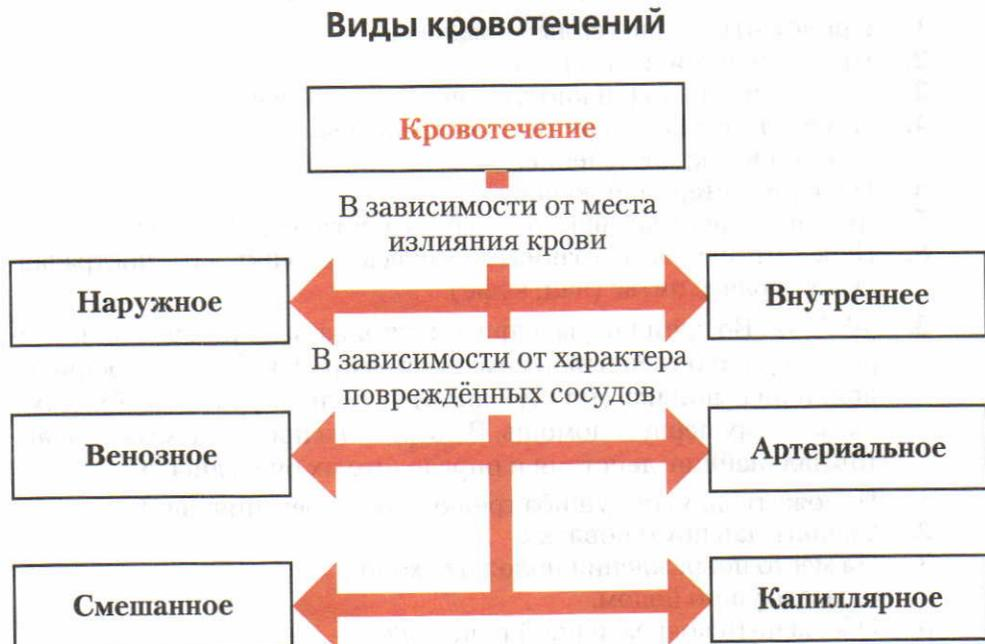 Виды кровотечений
Кровотечение
В зависимости от места
излияния крови
Наружное
Внутреннее
В зависимости от характера
повреждённых сосудов
Венозное
Артериальное
Смешанное
Капиллярное